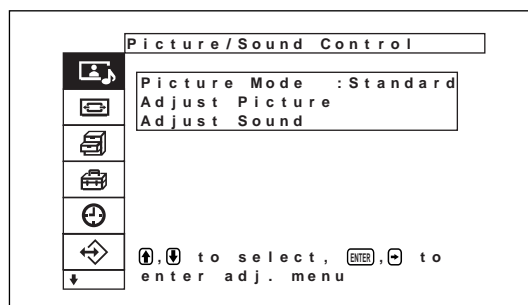 Picture/Sound Control
Picture Mode :Standard
Adjust Picture
Adjust Sound
, to select, ENTER, to
enter adj. menu